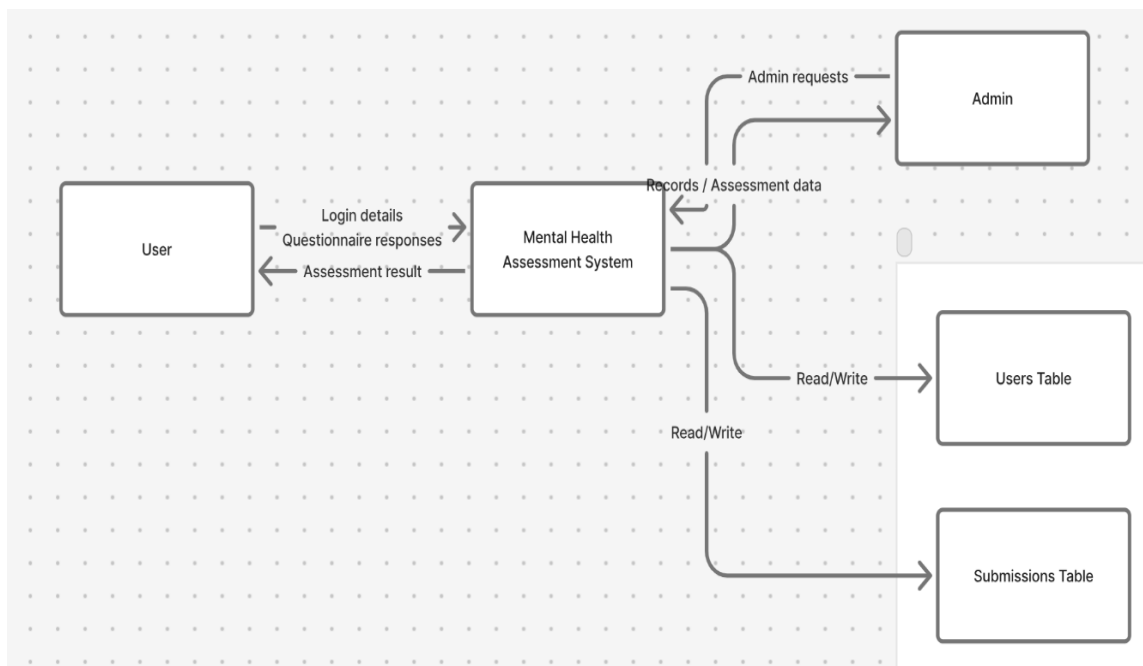 Admin requests
Admin
Records / Assessment data
Login details
Questionnaire responses
User
Mental Health
Assessment System
Assessment result
Read/Write
Users Table
Read/Write
Submissions Table